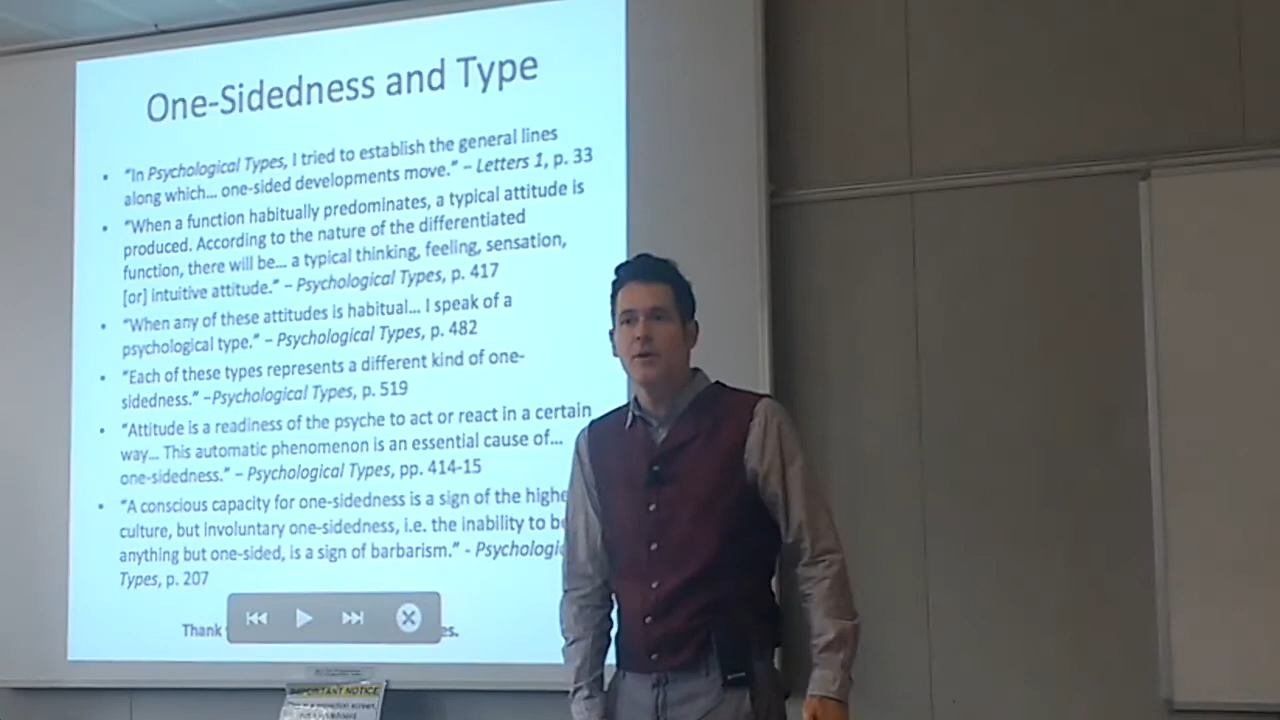 One-Sidedness and Type
• “In Psychological Types, I tried to establish the general lines
along which... one-sided developments move.” – Letters 1, p. 33
• “When a function habitually predominates, a typical attitude is
produced. According to the nature of the differentiated
function, there will be... a typical thinking, feeling, sensation,
[or] intuitive attitude.” – Psychological Types, p. 417
• “When any of these attitudes is habitual... I speak of a
psychological type.” – Psychological Types, p. 482
• “Each of these types represents a different kind of one-
sidedness.” –Psychological Types, p. 519
• “Attitude is a readiness of the psyche to act or react in a certain
way... This automatic phenomenon is an essential cause of...
one-sidedness.” – Psychological Types, pp. 414-15
• “A conscious capacity for one-sidedness is a sign of the highe
culture, but involuntary one-sidedness, i.e. the inability to be
anything but one-sided, is a sign of barbarism.” - Psychologic
Types, p. 207
Thank es.
IMPORTANT NOTICE